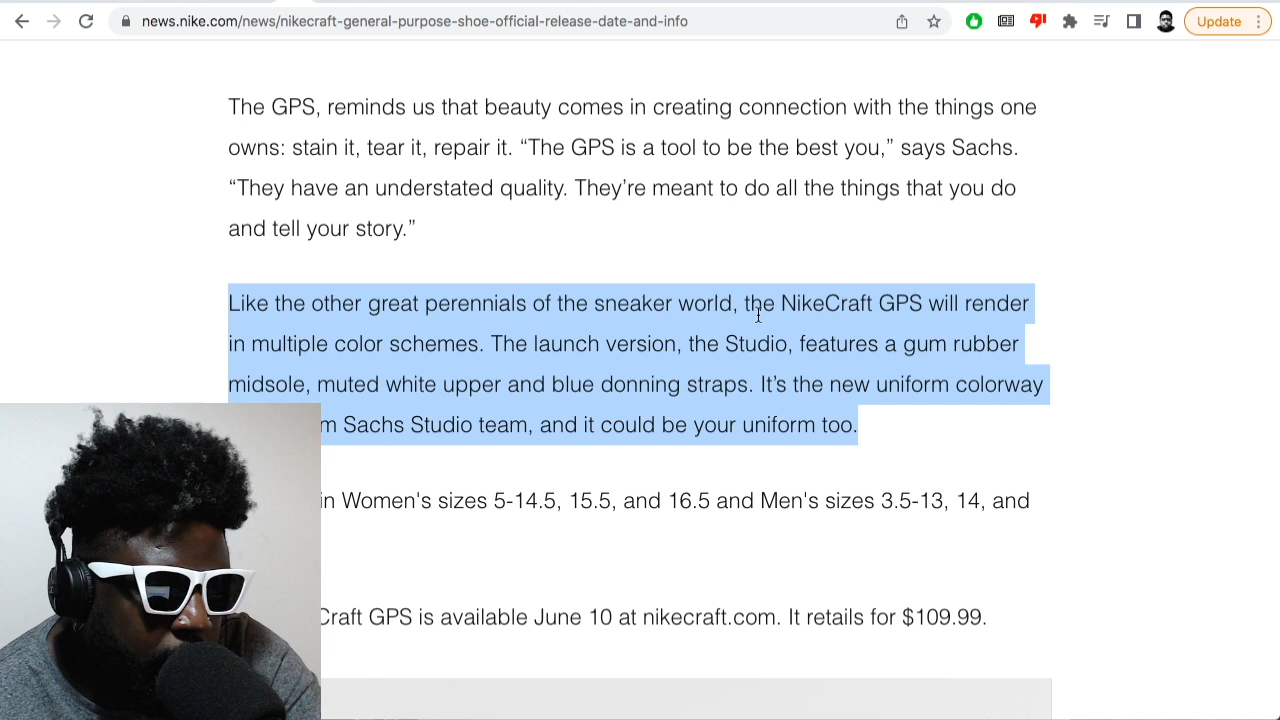 news.nike.com/news/nikecraft-general-purpose-shoe-official-release-date-and-info
Update
The GPS, reminds us that beauty comes in creating connection with the things one
owns: stain it, tear it, repair it. “The GPS is a tool to be the best you,” says Sachs.
“They have an understated quality. They’re meant to do all the things that you do
and tell your story.”
Like the other great perennials of the sneaker world, the NikeCraft GPS will render
in multiple color schemes. The launch version, the Studio, features a gum rubber
midsole, muted white upper and blue donning straps. It’s the new uniform colorway
m Sachs Studio team, and it could be your uniform too.
in Women's sizes 5-14.5, 15.5, and 16.5 and Men's sizes 3.5-13, 14, and
Craft GPS is available June 10 at nikecraft.com. It retails for $109.99.